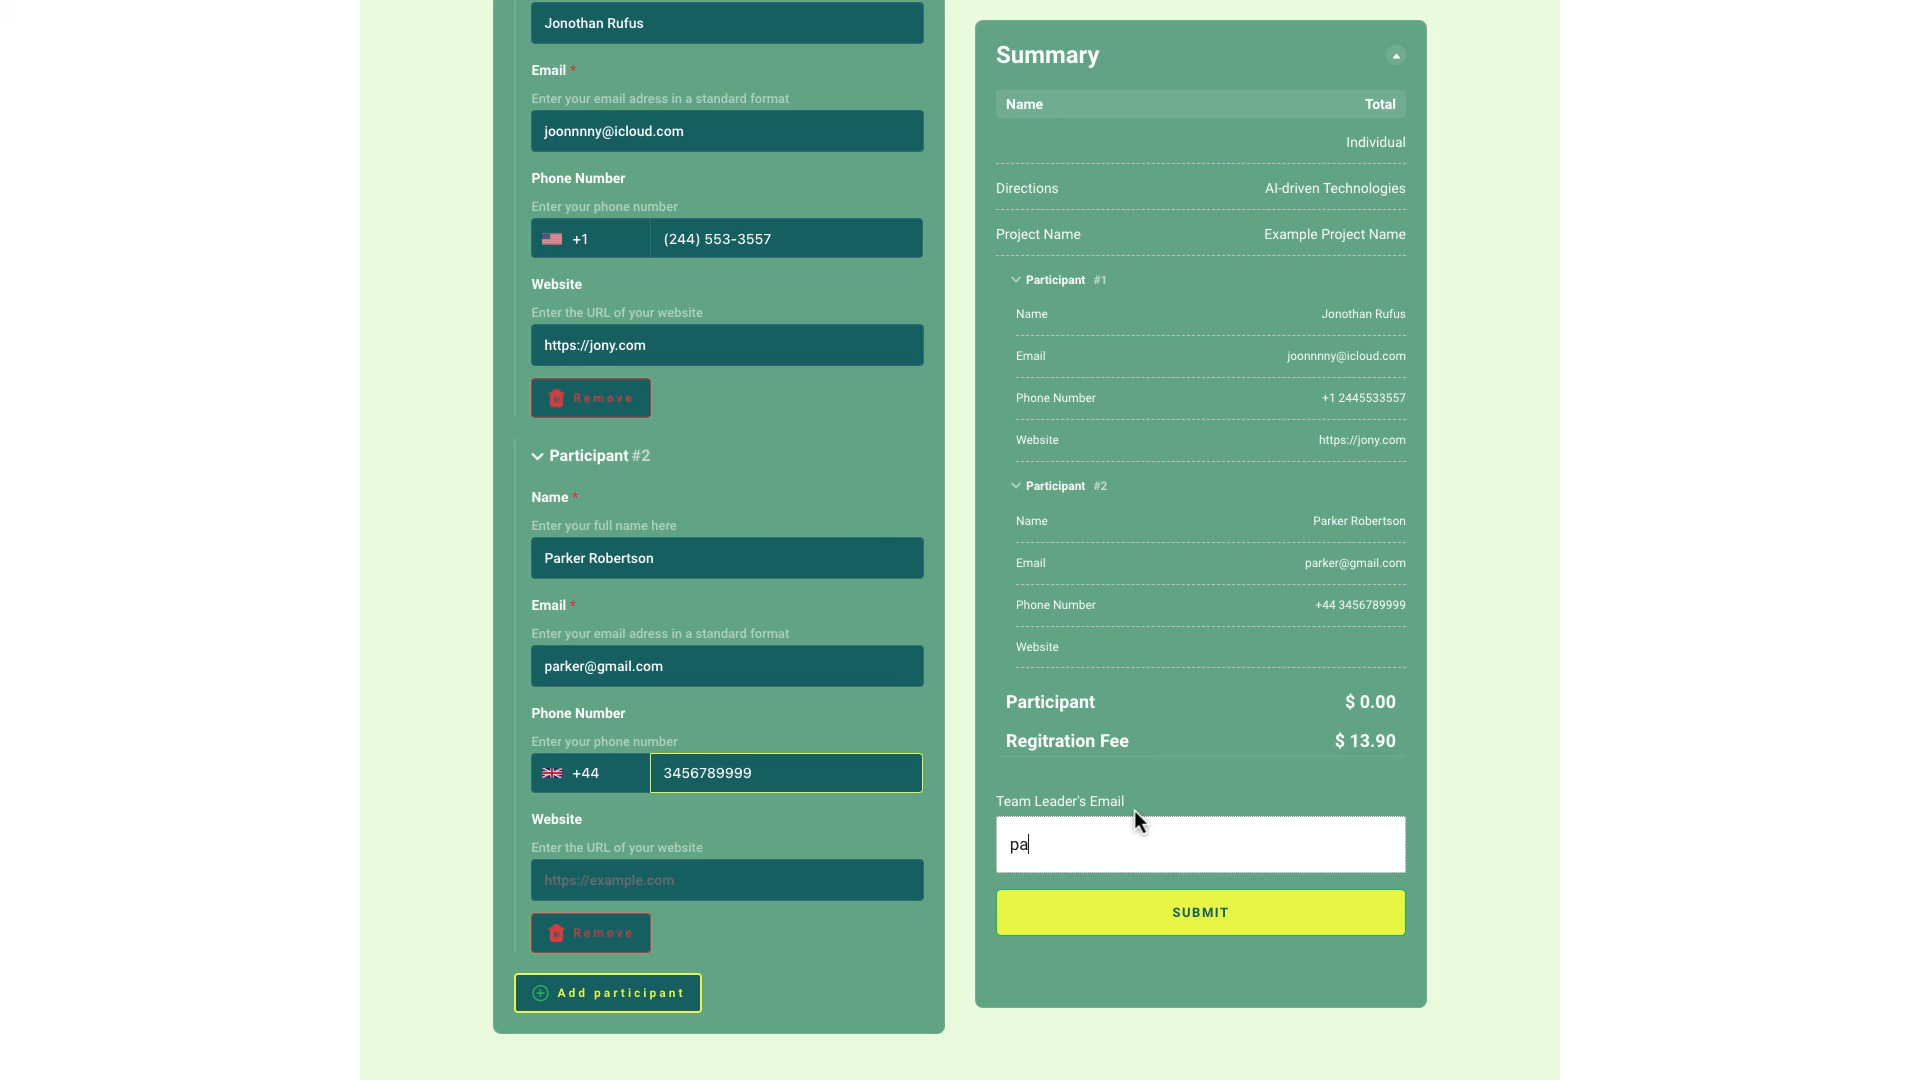 Jonothan Rufus
Email *
Enter your email adress in a standard format
joonnnny@icloud.com
Phone Number
Enter your phone number
+1 (244) 553-3557
Website
Enter the URL of your website
https://jony.com
Remove
Participant #2
Name *
Enter your full name here
Parker Robertson
Email *
Enter your email adress in a standard format
parker@gmail.com
Phone Number
Enter your phone number
+44 3456789999
Website
Enter the URL of your website
https://example.com
Remove
Add participant
Summary
Name Total
Individual
Directions AI-driven Technologies
Project Name Example Project Name
Participant #1
Name Jonothan Rufus
Email joonnnny@icloud.com
Phone Number +1 2445533557
Website https://jony.com
Participant #2
Name Parker Robertson
Email parker@gmail.com
Phone Number +44 3456789999
Website
Participant $ 0.00
Regitration Fee $ 13.90
Team Leader's Email
pa
SUBMIT